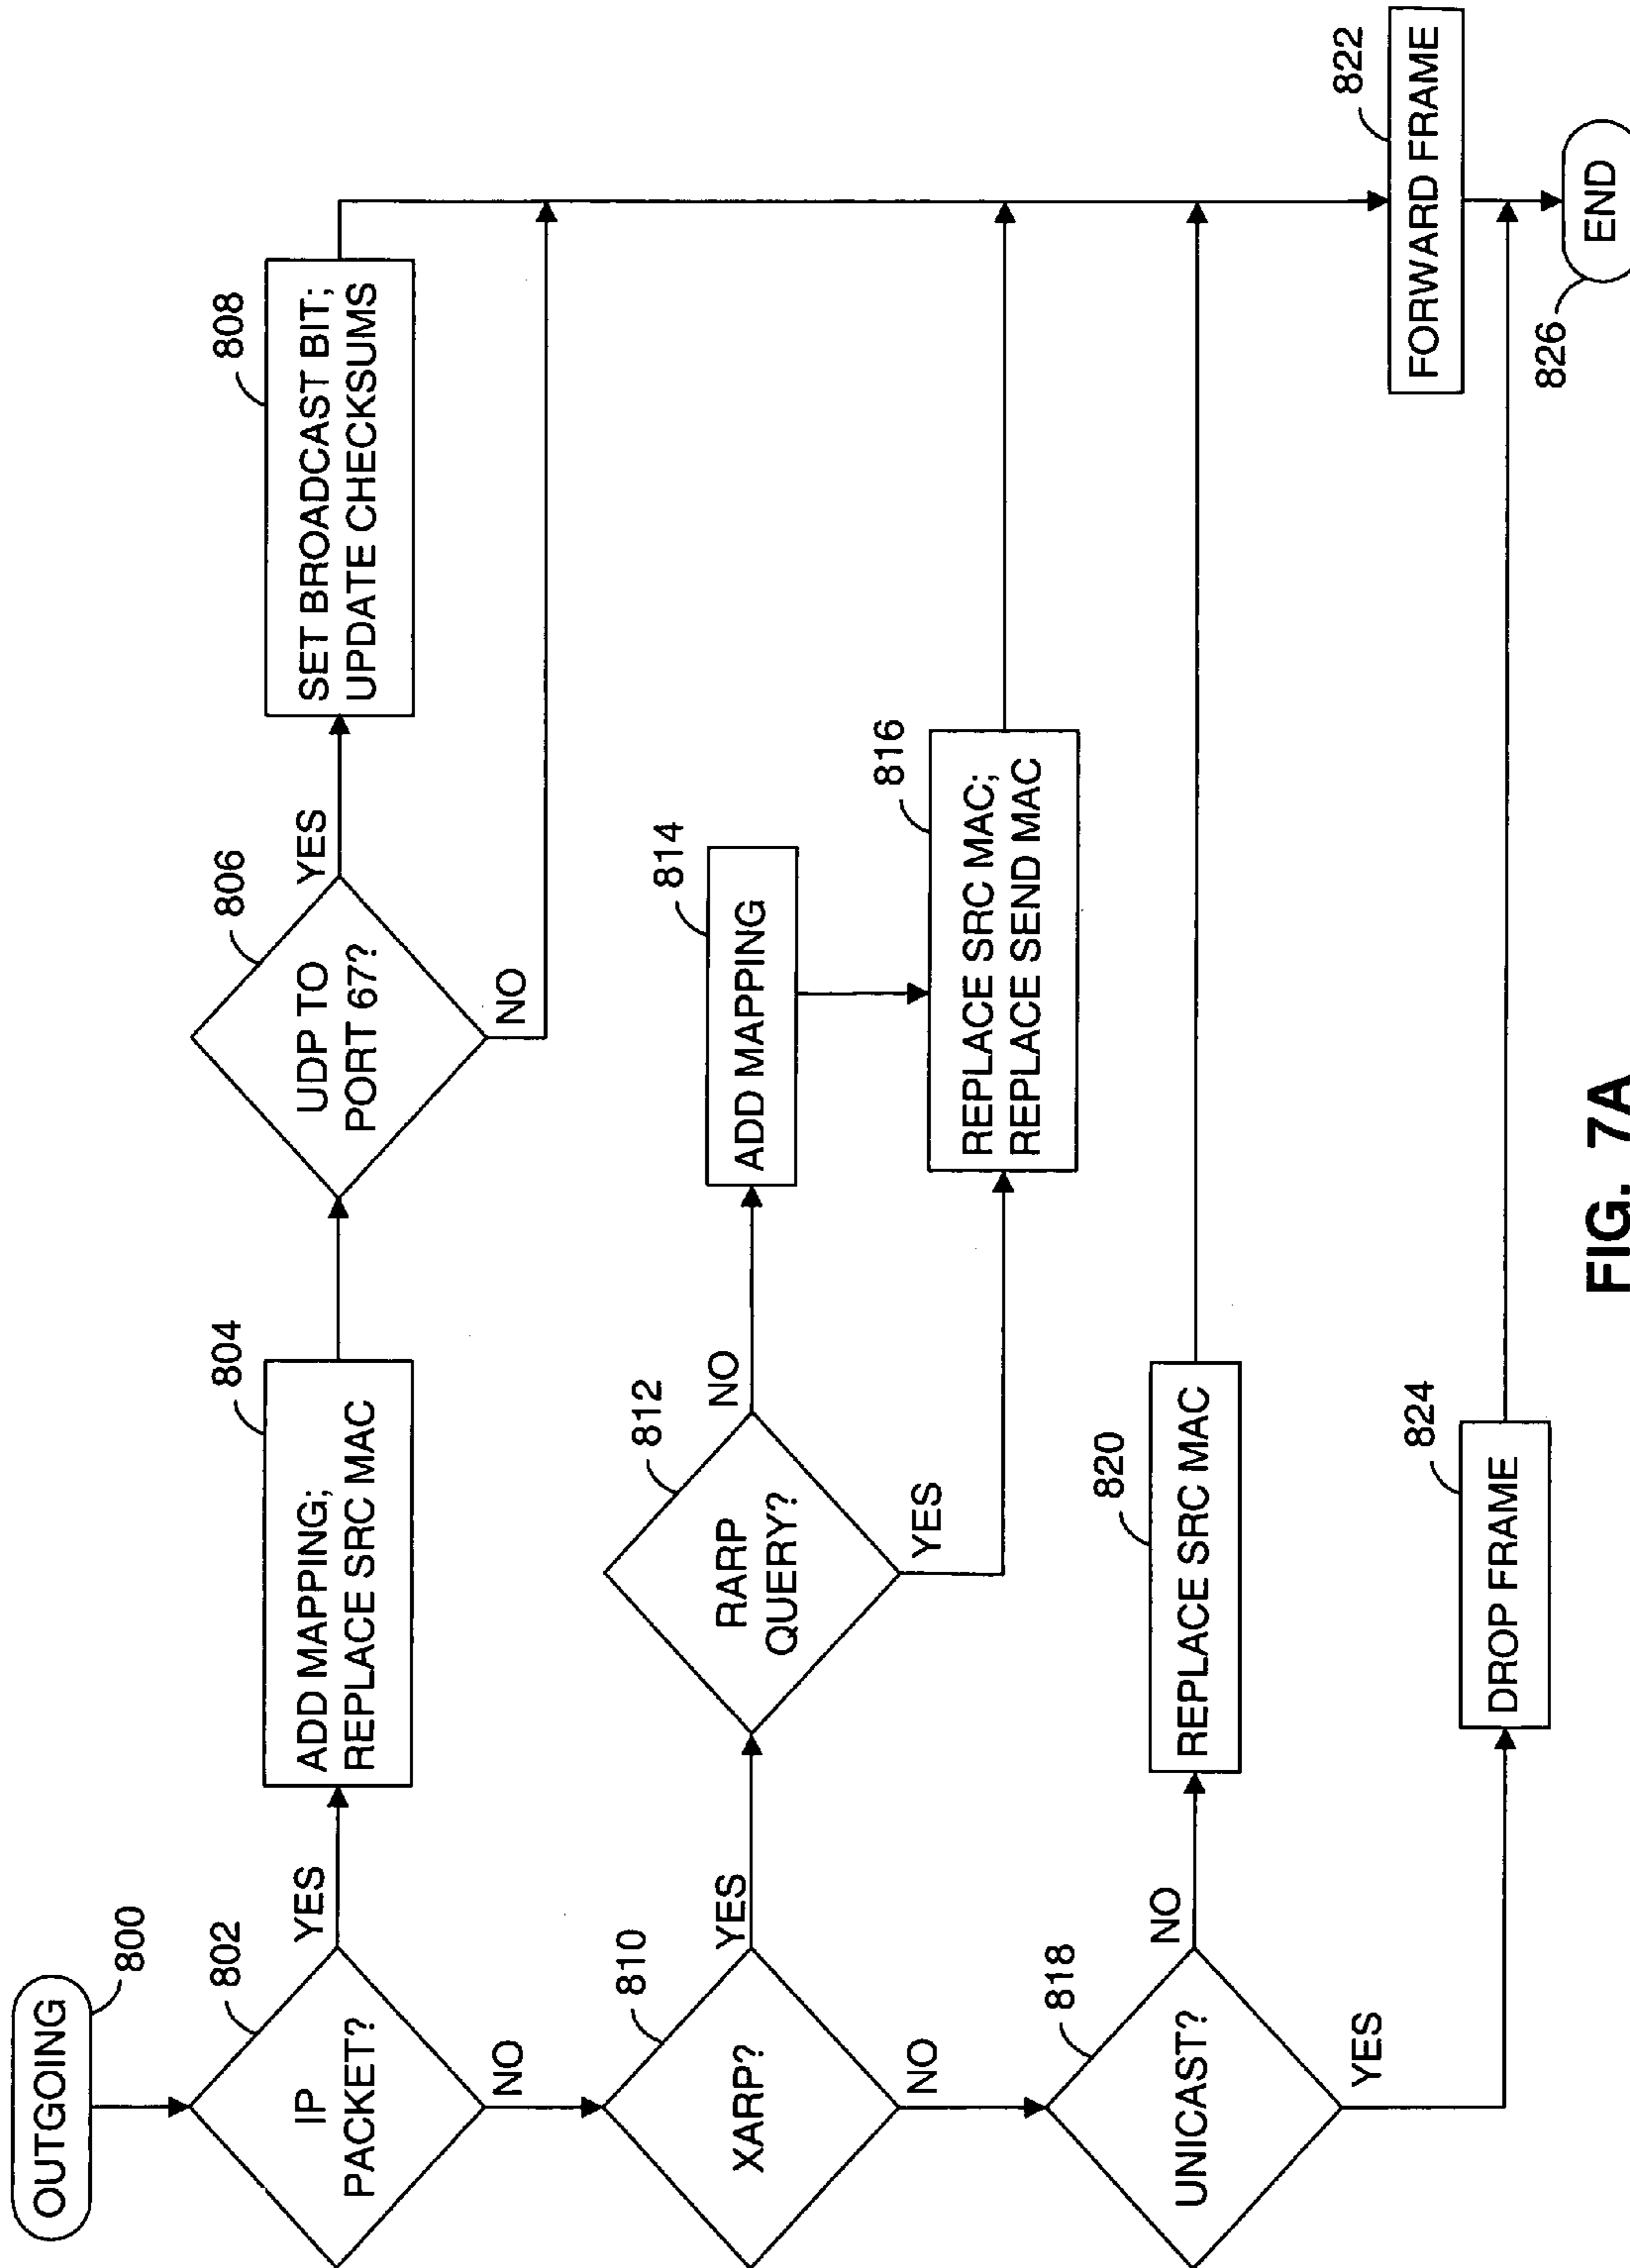 OUTGOING
800
IP
PACKET?
802
YES
NO
ADD MAPPING;
REPLACE SRC MAC
804
UDP TO
PORT 67?
806
YES
NO
SET BROADCAST BIT;
UPDATE CHECKSUMS
808
XARP?
810
YES
NO
RARP
QUERY?
812
NO
YES
ADD MAPPING
814
REPLACE SRC MAC;
REPLACE SEND MAC
816
UNICAST?
818
NO
YES
REPLACE SRC MAC
820
DROP FRAME
824
FORWARD FRAME
822
END
826
FIG. 7A